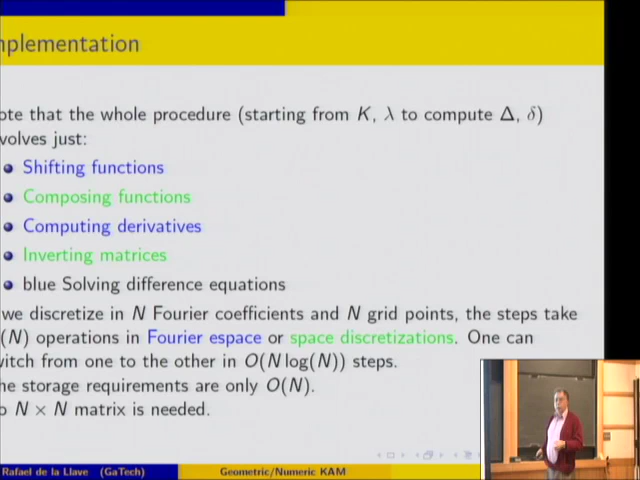 nplementation
ote that the whole procedure (starting from K, λ to compute Δ, δ)
volves just:
Shifting functions
Composing functions
Computing derivatives
Inverting matrices
blue Solving difference equations
we discretize in N Fourier coefficients and N grid points, the steps take
(N) operations in Fourier espace or space discretizations. One can
witch from one to the other in O(N log(N)) steps.
he storage requirements are only O(N).
o N × N matrix is needed.
Rafael de la Llave (GaTech)
Geometric/Numeric KAM